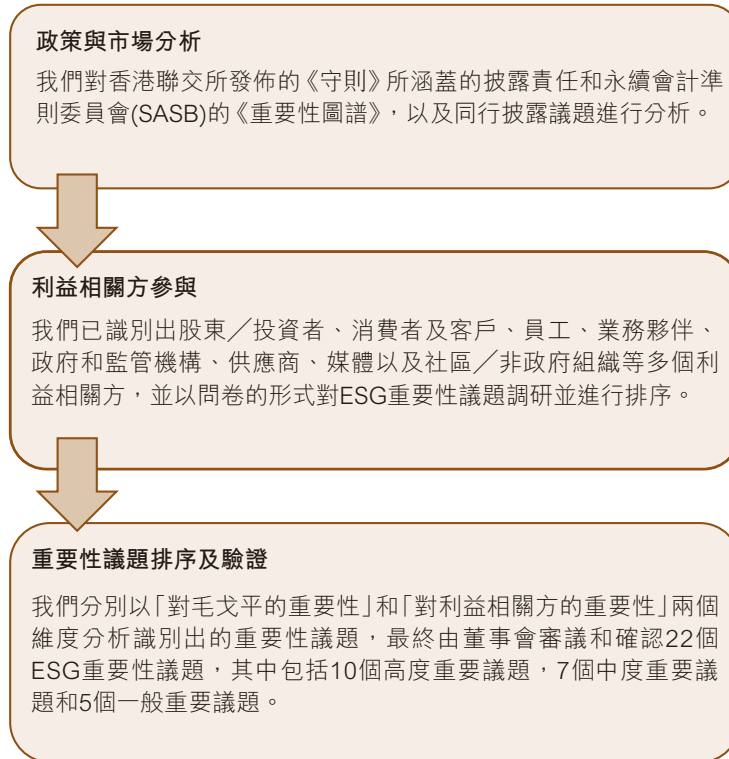 政策與市場分析
我們對香港聯交所發佈的《守則》所涵蓋的披露責任和永續會計準
則委員會(SASB)的《重要性圖譜》，以及同行披露議題進行分析。
利益相關方參與
我們已識別出股東╱投資者、消費者及客戶、員工、業務夥伴、
政府和監管機構、供應商、媒體以及社區╱非政府組織等多個利
益相關方，並以問卷的形式對ESG重要性議題調研並進行排序。
重要性議題排序及驗證
我們分別以「對毛戈平的重要性」和「對利益相關方的重要性」兩個
維度分析識別出的重要性議題，最終由董事會審議和確認22個
ESG重要性議題，其中包括10個高度重要議題，7個中度重要議
題和5個一般重要議題。